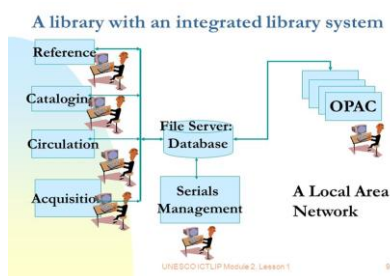 A library with an integrated library system
Reference
Cataloging
Circulation
Acquisitio
File Server:
Database
Serials
Management
OPAC
A Local Area
Network
UNESCO ICTLIP Module 2. Lesson 1